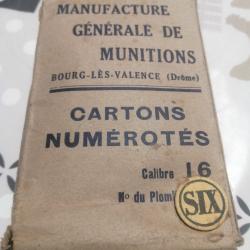 MANUFACTURE
GÉNÉRALE DE
MUNITIONS
BOURG-LÈS-VALENCE (Drôme)
CARTONS
NUMÉROTÉS
Calibre 16
No du Plomb SIX